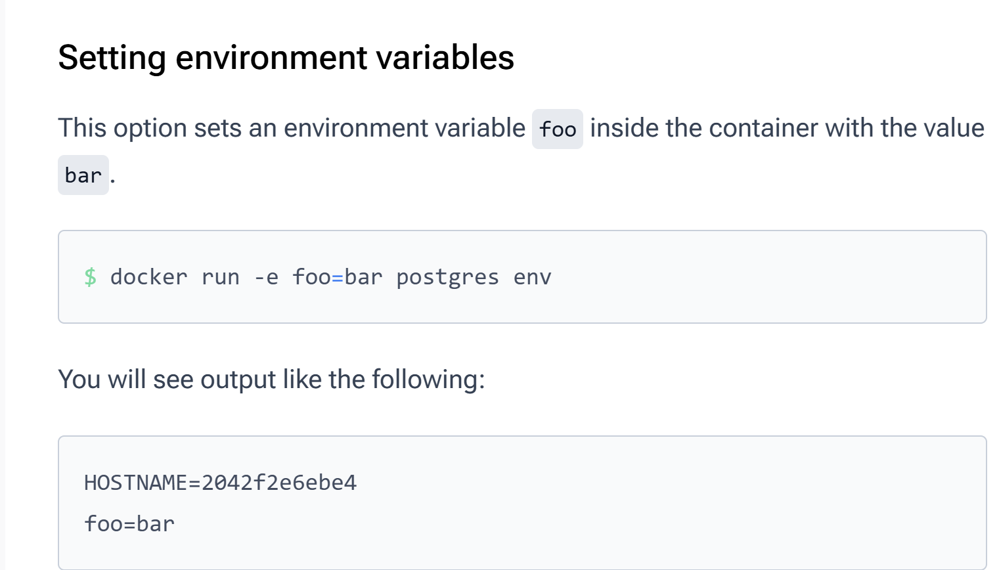 Setting environment variables
This option sets an environment variable foo inside the container with the value
bar.
$ docker run -e foo=bar postgres env
You will see output like the following:
HOSTNAME=2042f2e6ebe4
foo=bar